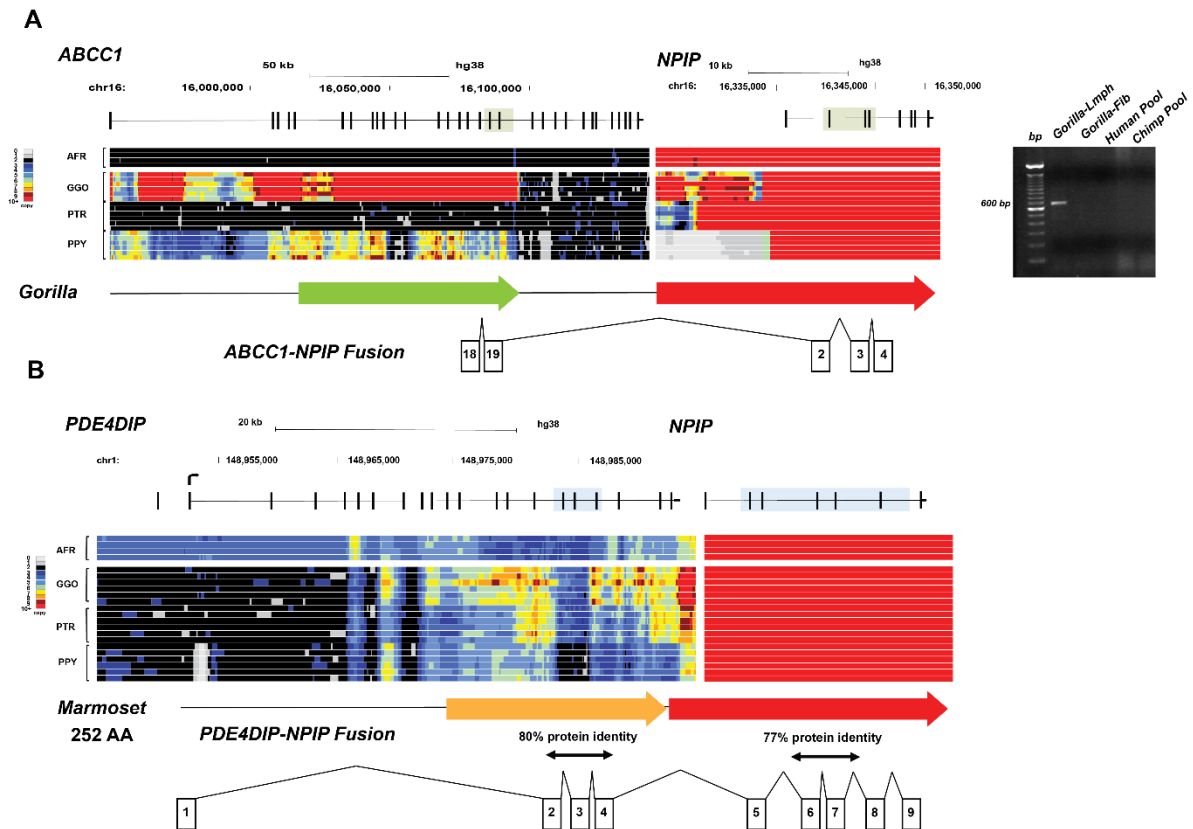 A
ABCC1
50 kb
hg38
chr16:
16,000,000
16,050,000
16,100,000
NPIP
10 kb
hg38
chr16:
16,335,000
16,345,000
16,350,000
bp
Gorilla-Lmph
Gorilla-Fib
Human Pool
Chimp Pool
600 bp
AFR
GGO
PTR
PPY
10+
copy
Gorilla
ABCC1-NPIP Fusion
18
19
2
3
4
B
PDE4DIP
20 kb
hg38
NPIP
chr1:
148,955,000
148,965,000
148,975,000
148,985,000
AFR
GGO
PTR
PPY
10+
copy
Marmoset
252 AA
PDE4DIP-NPIP Fusion
80% protein identity
77% protein identity
1
2
3
4
5
6
7
8
9